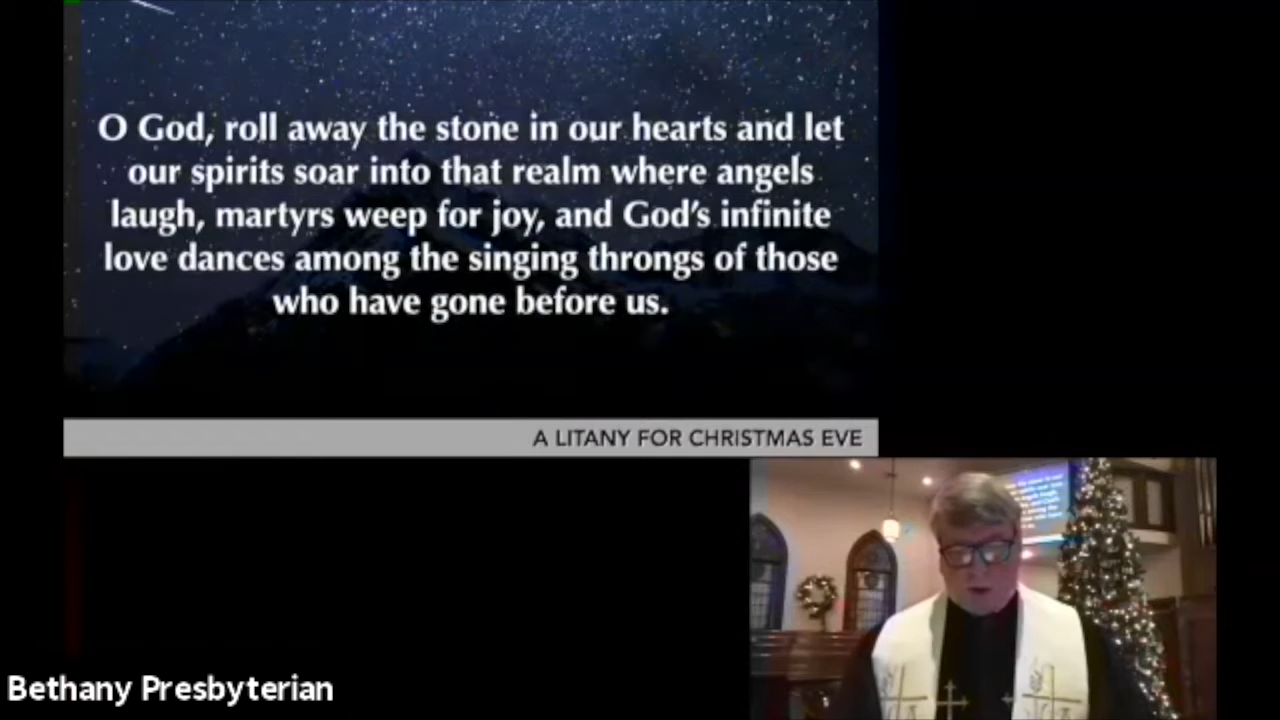 O God, roll away the stone in our hearts and let
our spirits soar into that realm where angels
laugh, martyrs weep for joy, and God’s infinite
love dances among the singing throngs of those
who have gone before us.
A LITANY FOR CHRISTMAS EVE
Bethany Presbyterian